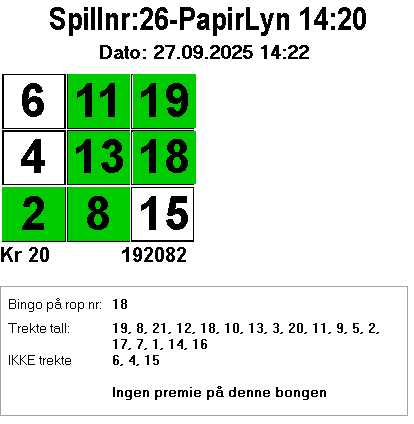 Spillnr:26-PapirLyn 14:20
Dato: 27.09.2025 14:22
6 11 19
4 13 18
2 8 15
Kr 20 192082
Bingo på rop nr: 18
Trekte tall: 19, 8, 21, 12, 18, 10, 13, 3, 20, 11, 9, 5, 2,
17, 7, 1, 14, 16
IKKE trekte 6, 4, 15
Ingen premie på denne bongen